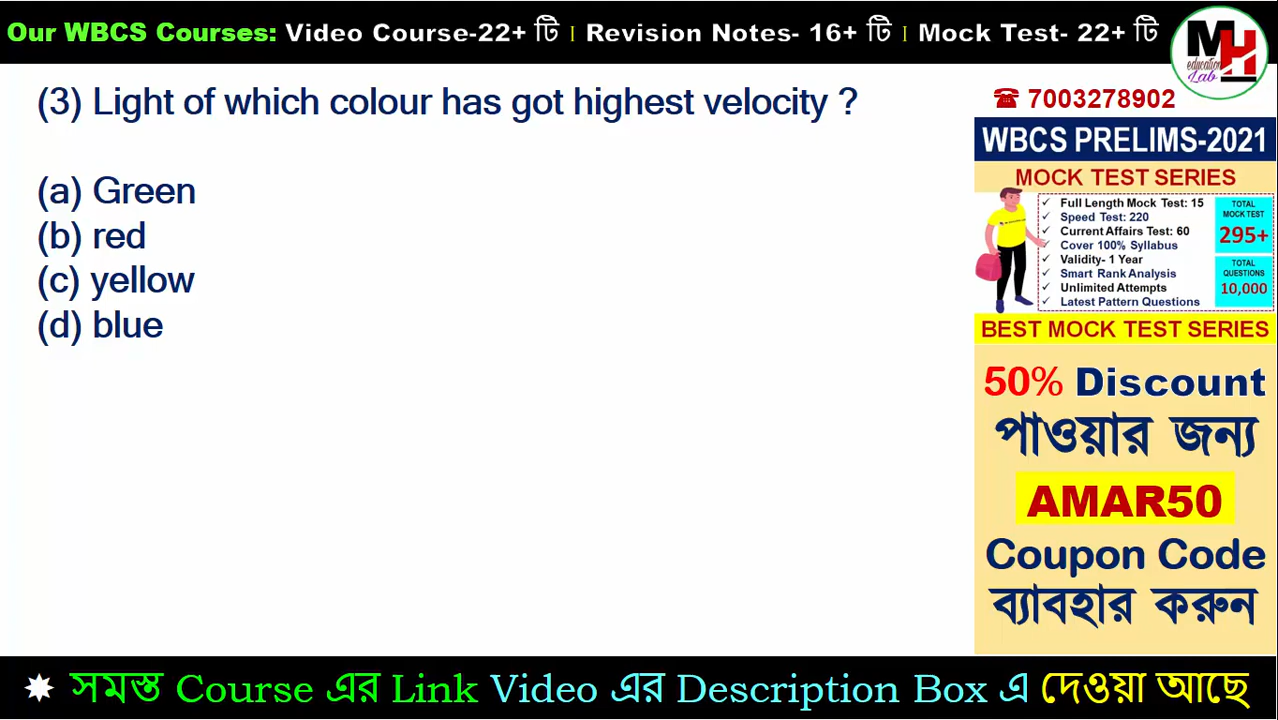 Our WBCS Courses: Video Course-22+ টি । Revision Notes- 16+ টি । Mock Test- 22+ টি
MH
education
Lab
(3) Light of which colour has got highest velocity ?
(a) Green
(b) red
(c) yellow
(d) blue
☎ 7003278902
WBCS PRELIMS-2021
MOCK TEST SERIES
✓ Full Length Mock Test: 15
✓ Speed Test: 220
✓ Current Affairs Test: 60
✓ Cover 100% Syllabus
✓ Validity- 1 Year
✓ Smart Rank Analysis
✓ Unlimited Attempts
✓ Latest Pattern Questions
TOTAL
MOCK TEST
295+
TOTAL
QUESTIONS
10,000
BEST MOCK TEST SERIES
50% Discount
পাওয়ার জন্য
AMAR50
Coupon Code
ব্যাবহার করুন
✸ সমস্ত Course এর Link Video এর Description Box এ দেওয়া আছে